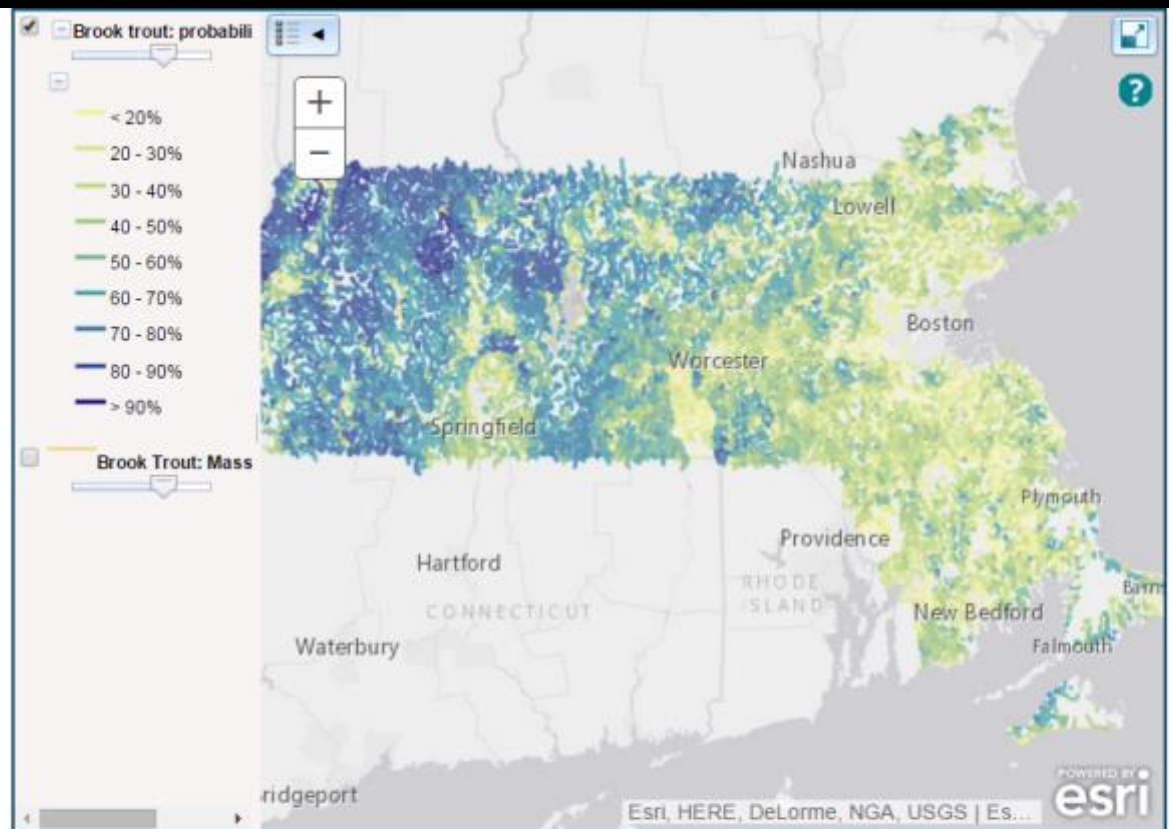 Brook trout: probabili
< 20%
20 - 30%
30 - 40%
40 - 50%
50 - 60%
60 - 70%
70 - 80%
80 - 90%
> 90%
Brook Trout: Mass
+
−
?
Nashua
Lowell
Boston
Worcester
Springfield
Plymouth
Providence
Hartford
RHODE
ISLAND
CONNECTICUT
New Bedford
Barns
Falmouth
Waterbury
ridgeport
POWERED BY
esri
Esri, HERE, DeLorme, NGA, USGS | Es...